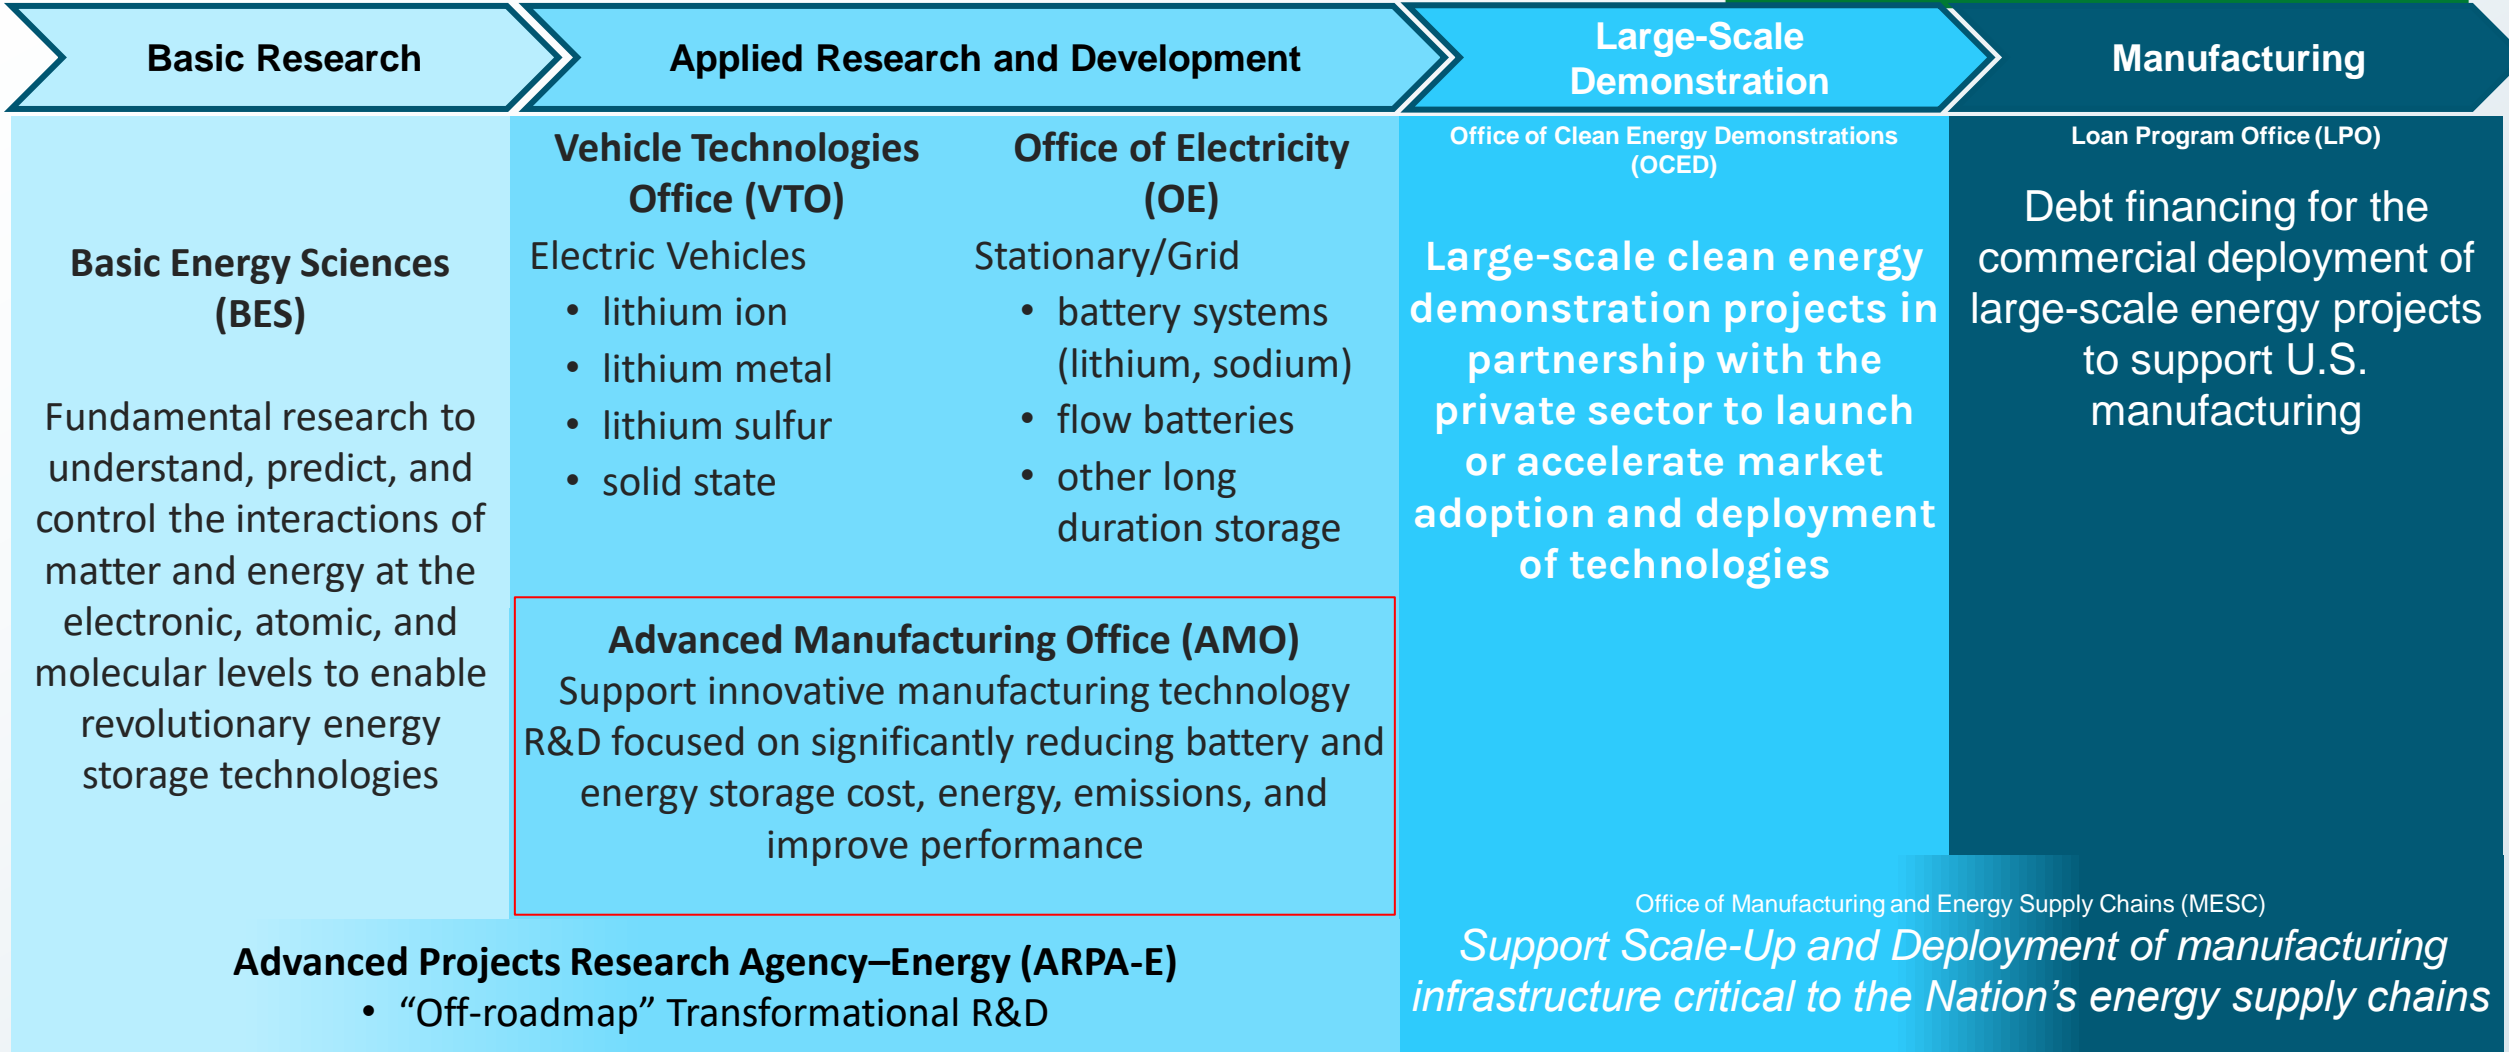 Basic Research
Applied Research and Development
Large-Scale
Demonstration
Manufacturing
Basic Energy Sciences
(BES)
Fundamental research to
understand, predict, and
control the interactions of
matter and energy at the
electronic, atomic, and
molecular levels to enable
revolutionary energy
storage technologies
Vehicle Technologies
Office (VTO)
Electric Vehicles
• lithium ion
• lithium metal
• lithium sulfur
• solid state
Office of Electricity
(OE)
Stationary/Grid
• battery systems
(lithium, sodium)
• flow batteries
• other long
duration storage
Advanced Manufacturing Office (AMO)
Support innovative manufacturing technology
R&D focused on significantly reducing battery and
energy storage cost, energy, emissions, and
improve performance
Advanced Projects Research Agency–Energy (ARPA-E)
• “Off-roadmap” Transformational R&D
Office of Clean Energy Demonstrations
(OCED)
Large-scale clean energy
demonstration projects in
partnership with the
private sector to launch
or accelerate market
adoption and deployment
of technologies
Loan Program Office (LPO)
Debt financing for the
commercial deployment of
large-scale energy projects
to support U.S.
manufacturing
Office of Manufacturing and Energy Supply Chains (MESC)
Support Scale-Up and Deployment of manufacturing
infrastructure critical to the Nation’s energy supply chains